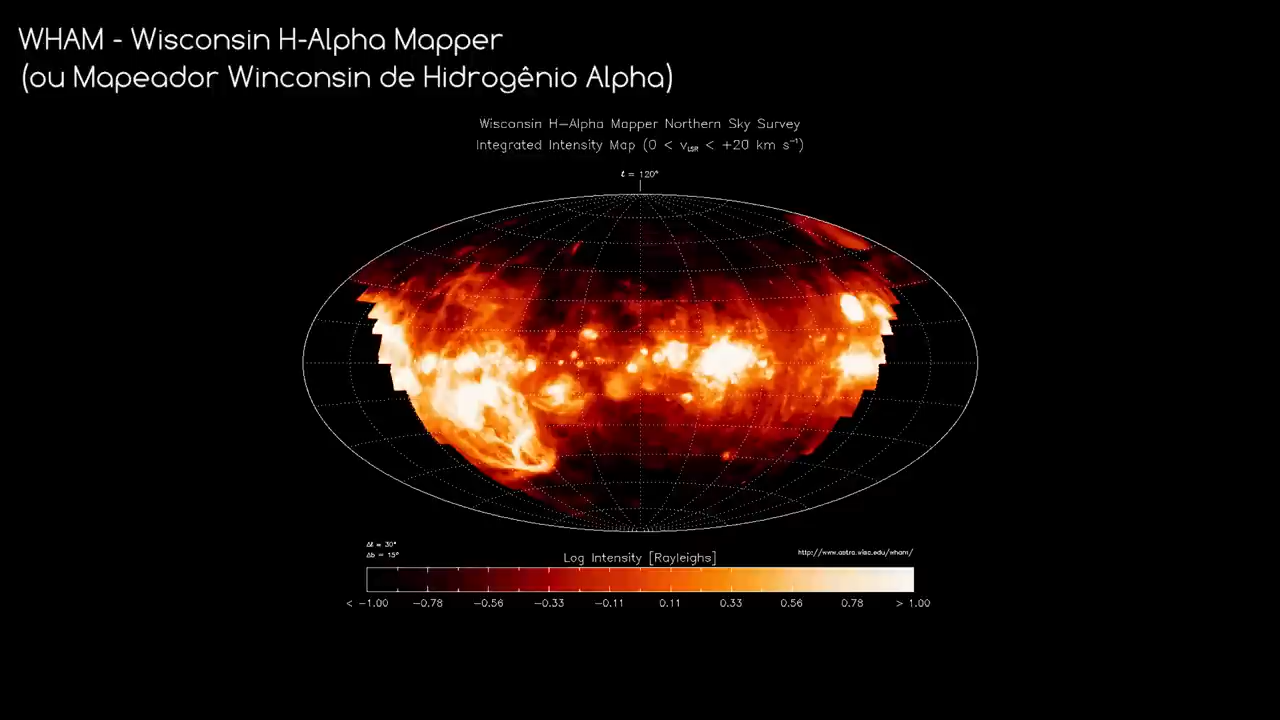 WHAM - Wisconsin H-Alpha Mapper
(ou Mapeador Winconsin de Hidrogênio Alpha)
Wisconsin H-Alpha Mapper Northern Sky Survey
Integrated Intensity Map (0 < vLSR < +20 km s⁻¹)
ℓ = 120°
Δℓ = 30°
Δb = 15°
http://www.astro.wisc.edu/wham/
Log Intensity [Rayleighs]
< -1.00 -0.78 -0.56 -0.33 -0.11 0.11 0.33 0.56 0.78 > 1.00